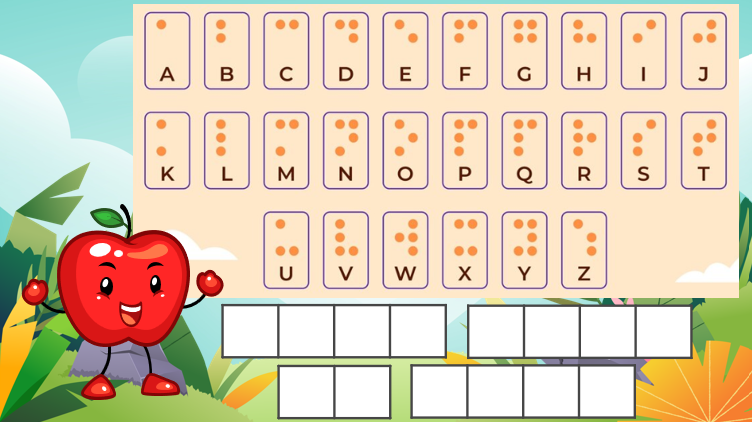 A B C D E F G H I J
K L M N O P Q R S T
U V W X Y Z